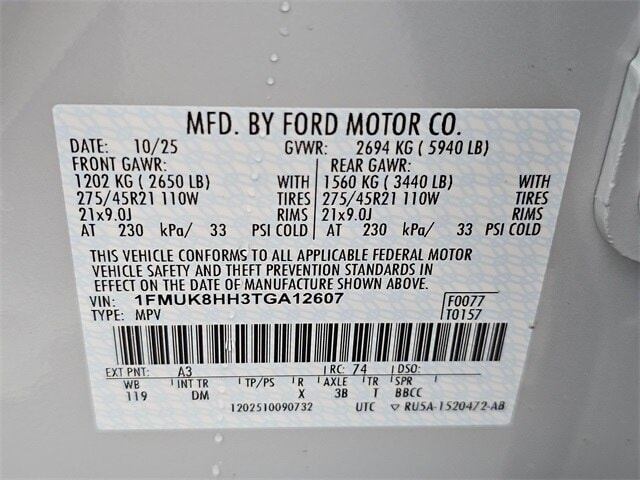 MFD. BY FORD MOTOR CO.
DATE: 10/25 GVWR: 2694 KG ( 5940 LB)
FRONT GAWR: REAR GAWR:
1202 KG ( 2650 LB) WITH 1560 KG ( 3440 LB) WITH
275/45R21 110W TIRES 275/45R21 110W TIRES
21x9.0J RIMS 21x9.0J RIMS
AT 230 kPa/ 33 PSI COLD AT 230 kPa/ 33 PSI COLD
THIS VEHICLE CONFORMS TO ALL APPLICABLE FEDERAL MOTOR
VEHICLE SAFETY AND THEFT PREVENTION STANDARDS IN
EFFECT ON THE DATE OF MANUFACTURE SHOWN ABOVE.
VIN: 1FMUK8HH3TGA12607 F0077
TYPE: MPV T0157
EXT PNT: A3 RC: 74 DSO:
WB INT TR TP/PS R AXLE TR SPR
119 DM X 3B T BBCC
1202510090732 UTC ▽ RU5A-1520472-AB